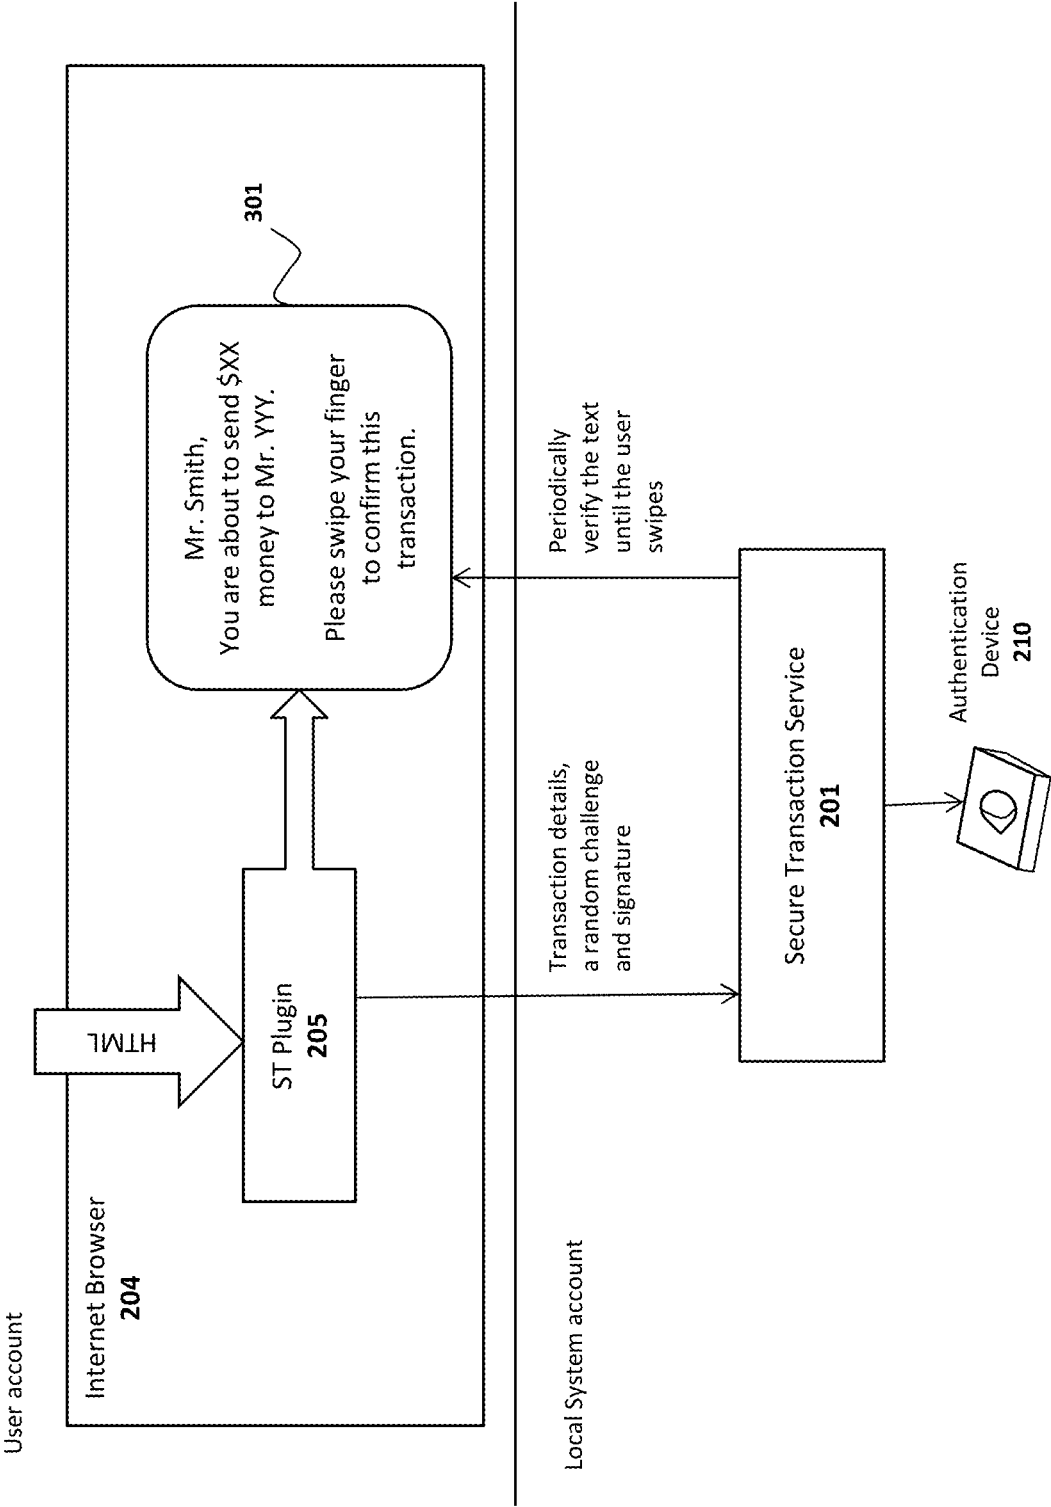 User account
Internet Browser
204
HTML
ST Plugin
205
Mr. Smith,
You are about to send $XX
money to Mr. YYY.
Please swipe your finger
to confirm this
transaction.
301
Transaction details,
a random challenge
and signature
Periodically
verify the text
until the user
swipes
Local System account
Secure Transaction Service
201
Authentication
Device
210